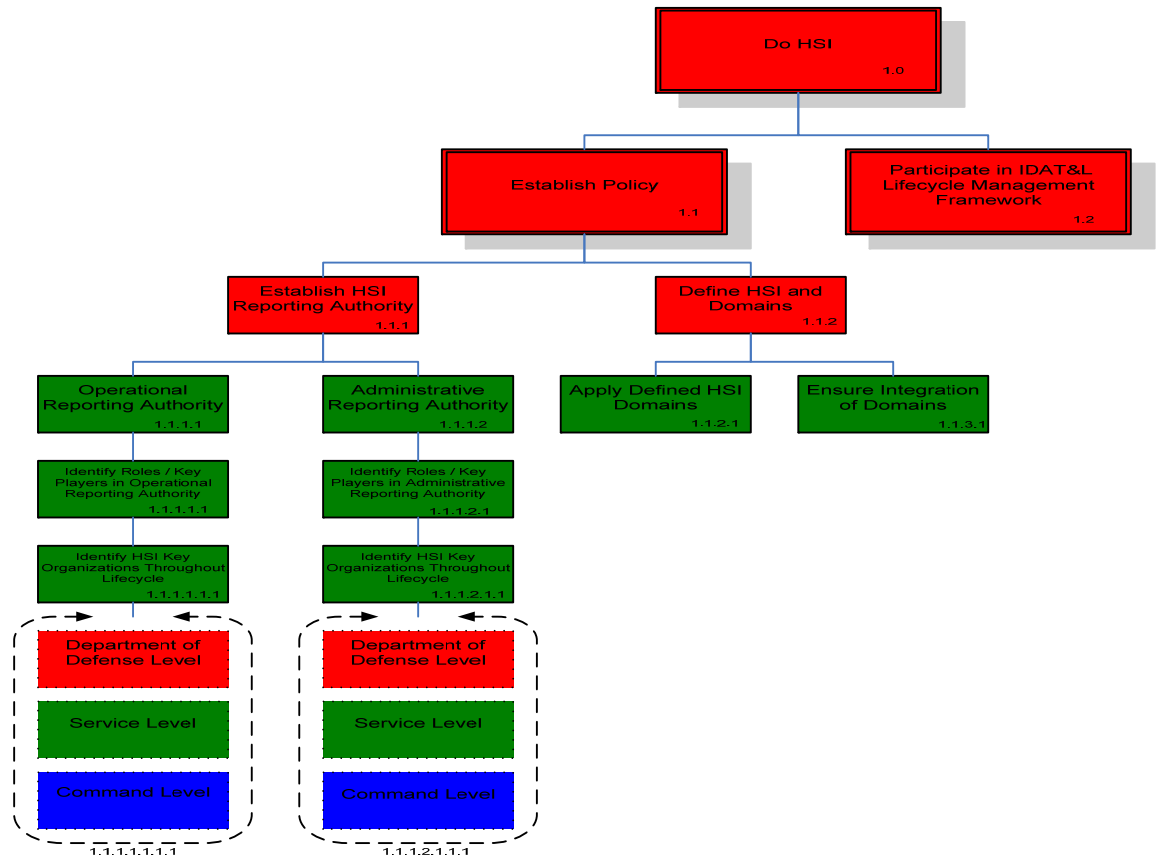 Do HSI
1.0
Establish Policy
1.1
Participate in IDAT&L
Lifecycle Management
Framework
1.2
Establish HSI
Reporting Authority
1.1.1
Define HSI and
Domains
1.1.2
Operational
Reporting Authority
1.1.1.1
Administrative
Reporting Authority
1.1.1.2
Apply Defined HSI
Domains
1.1.2-1
Ensure Integration
of Domains
1.1.3.1
Identify Roles / Key
Players in Operational
Reporting Authority
1.1.1.1.1
Identify Roles / Key
Players in Administrative
Reporting Authority
1.1.1.2-1
Identify HSI Key
Organizations Throughout
Lifecycle
1.1.1.1.1.1
Identify HSI Key
Organizations Throughout
Lifecycle
1.1.1.2.1.1
Department of
Defense Level
Service Level
Command Level
1.1.1.1.1.1.1
Department of
Defense Level
Service Level
Command Level
1.1.1.2.1.1.1